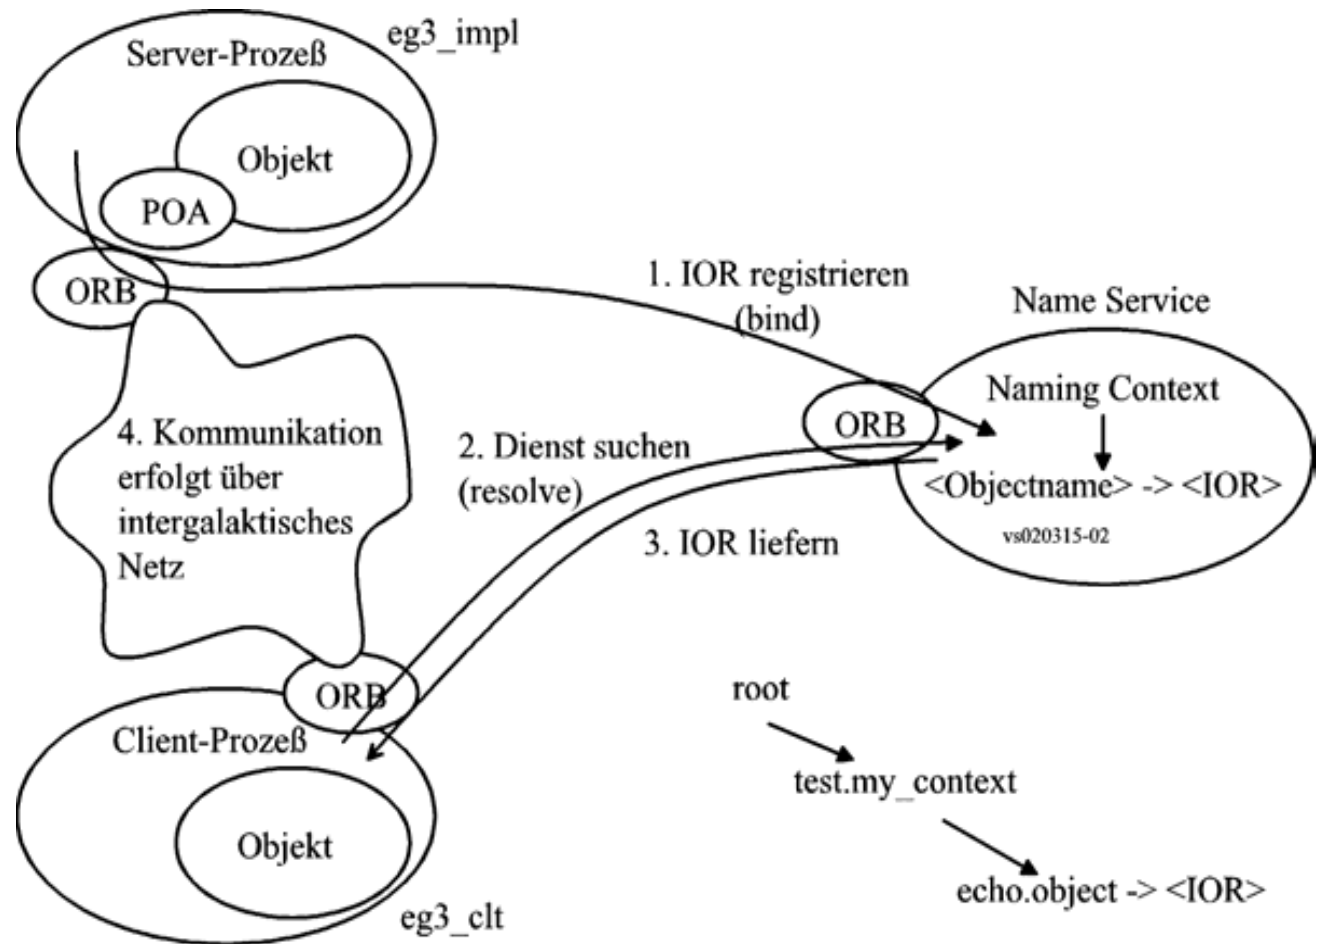 eg3_impl
Server-Prozeß
Objekt
POA
ORB
1. IOR registrieren
(bind)
Name Service
Naming Context
ORB
<Objectname> -> <IOR>
vs020315-02
4. Kommunikation
erfolgt über
intergalaktisches
Netz
2. Dienst suchen
(resolve)
3. IOR liefern
ORB
Client-Prozeß
Objekt
eg3_clt
root
test.my_context
echo.object -> <IOR>